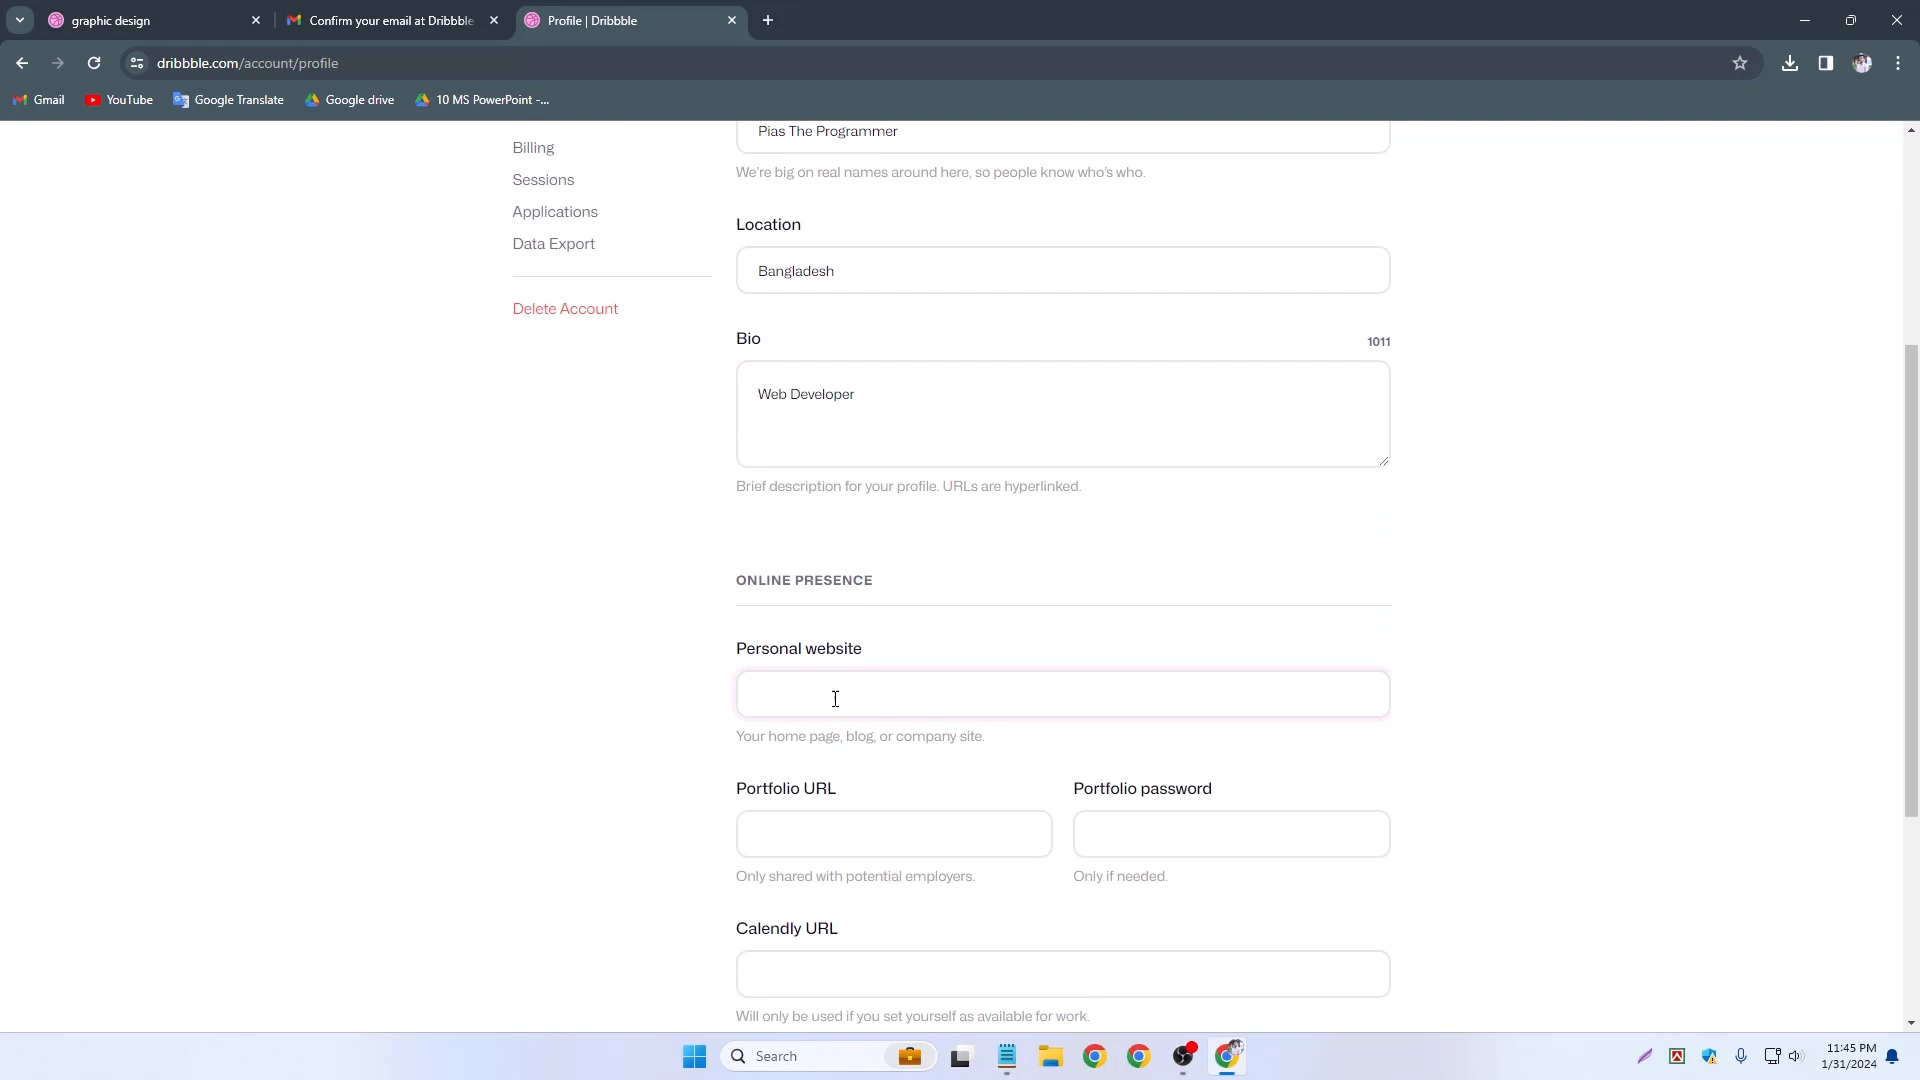 graphic design
Confirm your email at Dribbble
Profile | Dribbble
dribbble.com/account/profile
Gmail
YouTube
Google Translate
Google drive
10 MS PowerPoint -...
Billing
Sessions
Applications
Data Export
Delete Account
Pias The Programmer
We're big on real names around here, so people know who's who.
Location
Bangladesh
Bio
1011
Web Developer
Brief description for your profile. URLs are hyperlinked.
ONLINE PRESENCE
Personal website
Your home page, blog, or company site.
Portfolio URL
Portfolio password
Only shared with potential employers.
Only if needed.
Calendly URL
Will only be used if you set yourself as available for work.
Search
11:45 PM
1/31/2024